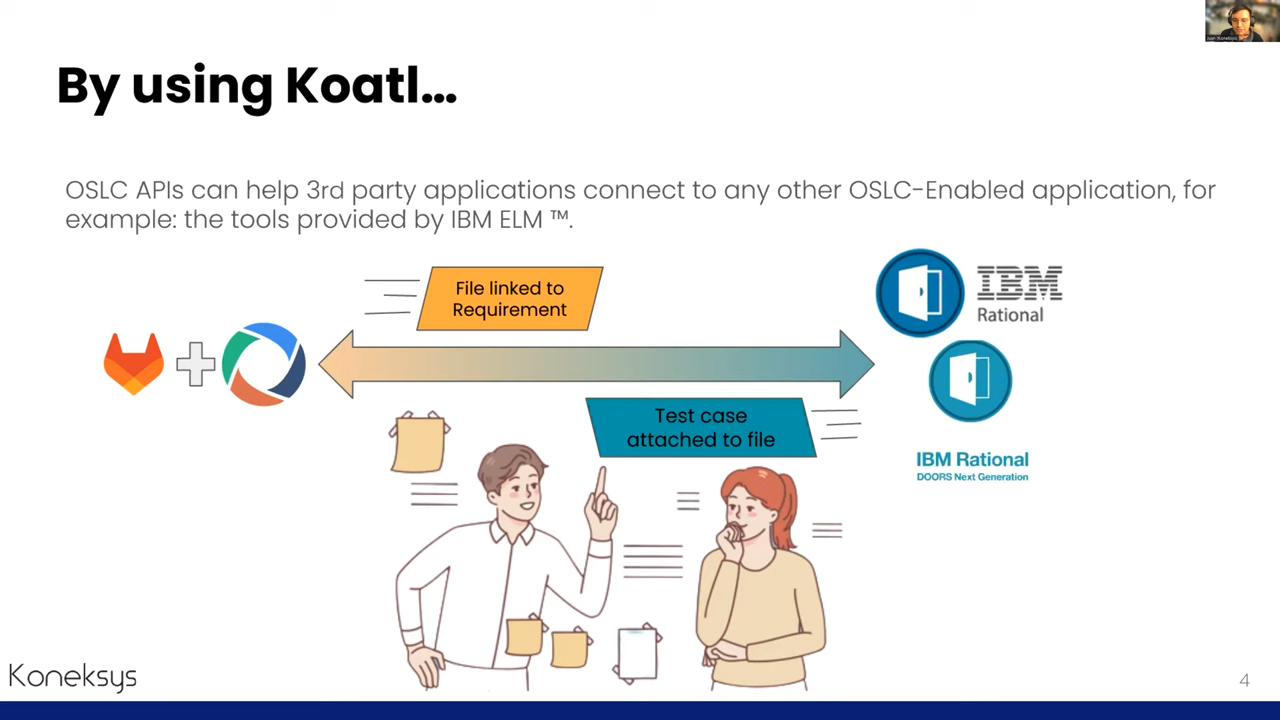 By using Koatl...
OSLC APIs can help 3rd party applications connect to any other OSLC-Enabled application, for
example: the tools provided by IBM ELM ™.
File linked to
Requirement
IBM
Rational
Test case
attached to file
IBM Rational
DOORS Next Generation
Koneksys
4